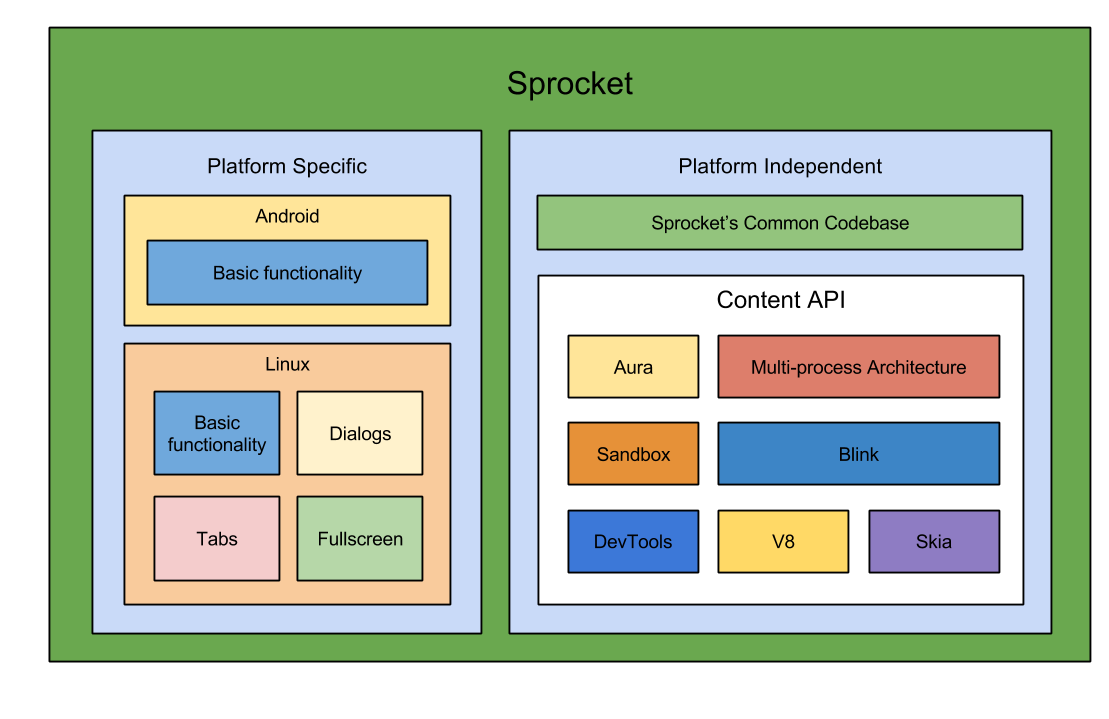 Sprocket
Platform Specific
Android
Basic functionality
Linux
Basic
functionality
Dialogs
Tabs
Fullscreen
Platform Independent
Sprocket's Common Codebase
Content API
Aura
Multi-process Architecture
Sandbox
Blink
DevTools
V8
Skia